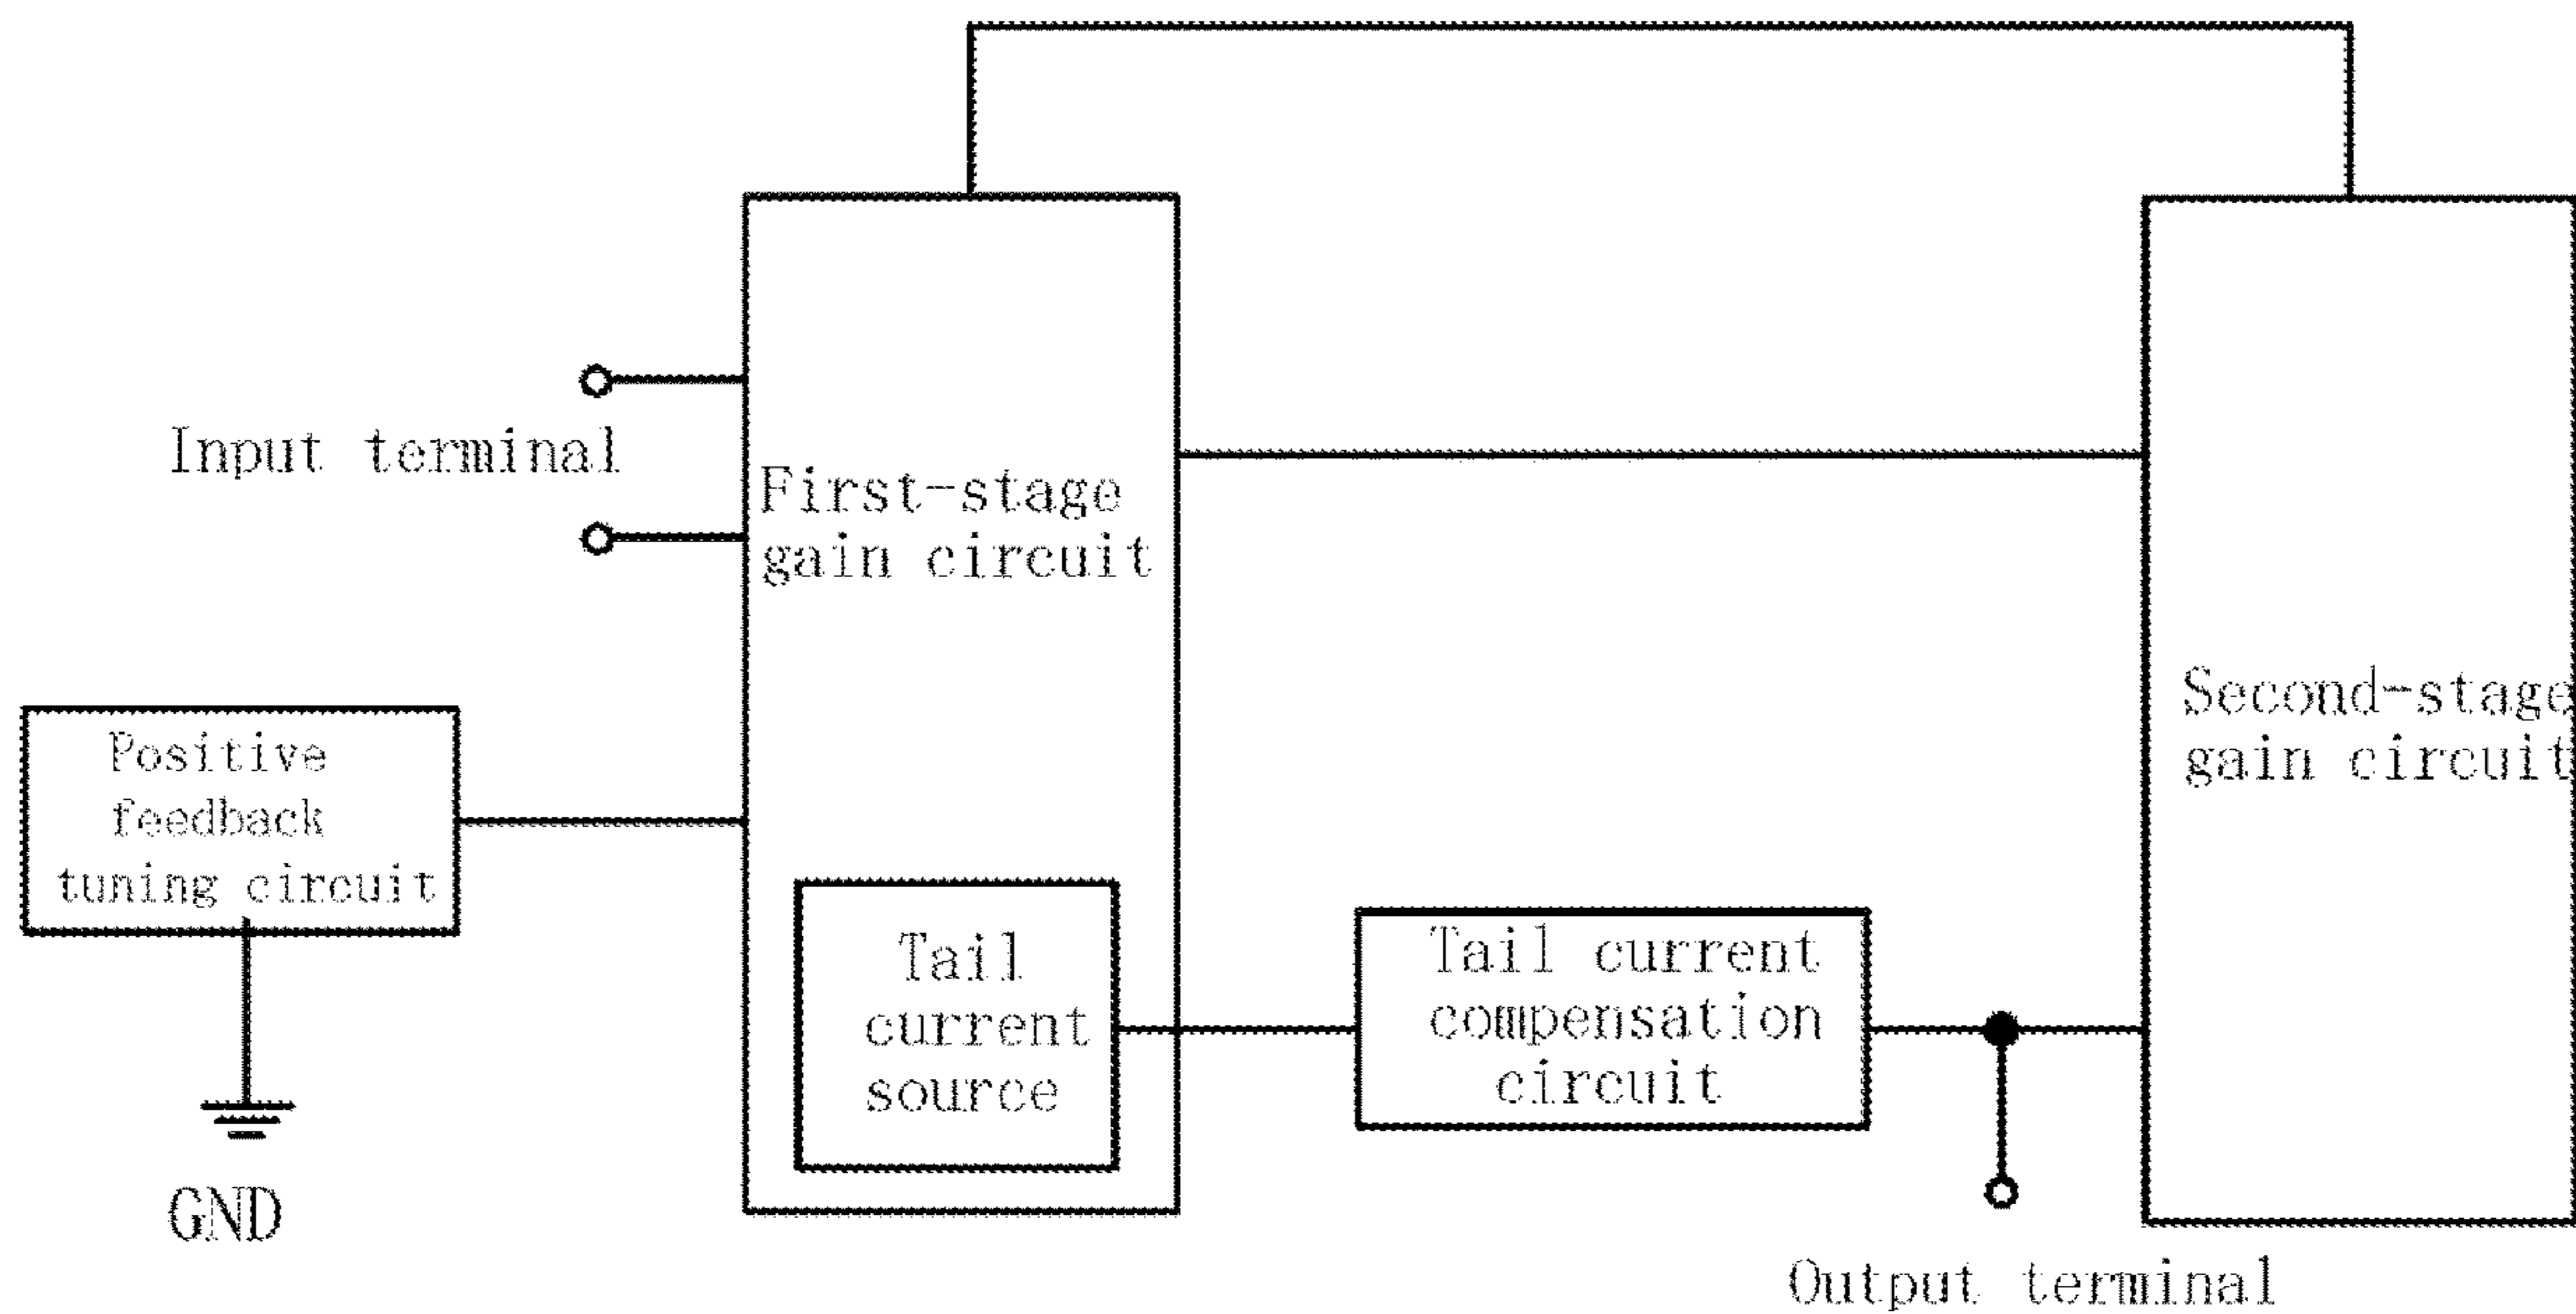 Input terminal
First-stage
gain circuit
Second-stage
gain circuit
Positive
feedback
tuning circuit
Tail
current
source
Tail current
compensation
circuit
GND
Output terminal